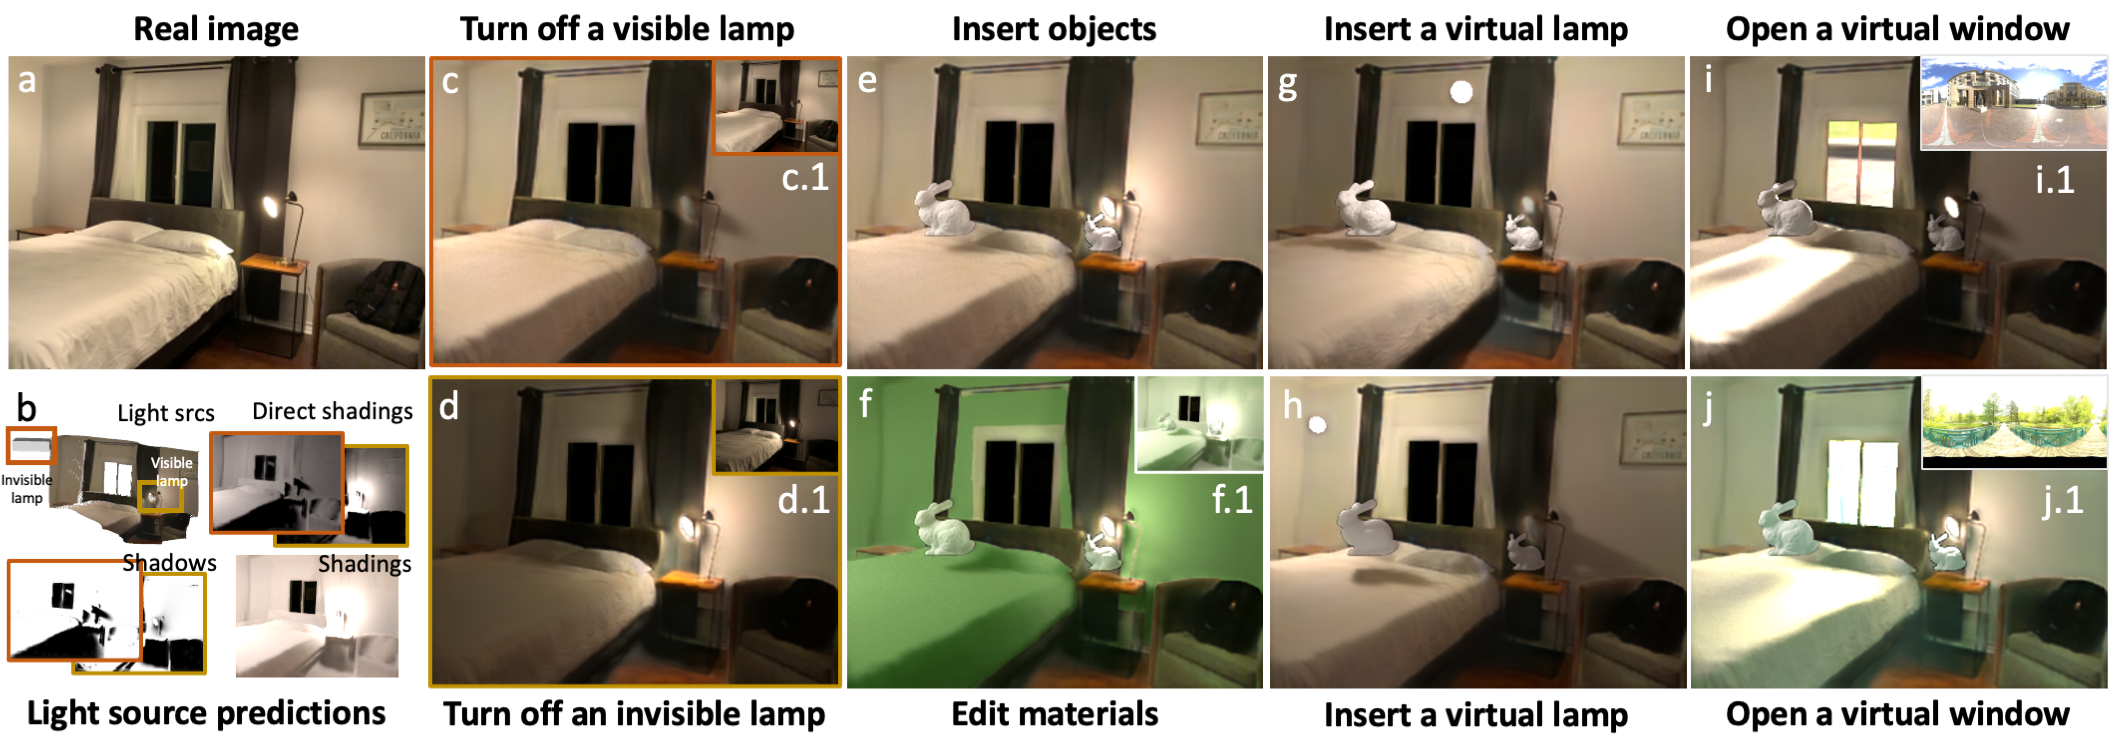 Real image
Turn off a visible lamp
Insert objects
Insert a virtual lamp
Open a virtual window
a
CALIFORNIA
c
c.1
e
g
i
i.1
b
Light srcs
Direct shadings
Visible
lamp
Invisible
lamp
Shadows
Shadings
d
d.1
f
f.1
h
j
j.1
Light source predictions
Turn off an invisible lamp
Edit materials
Insert a virtual lamp
Open a virtual window